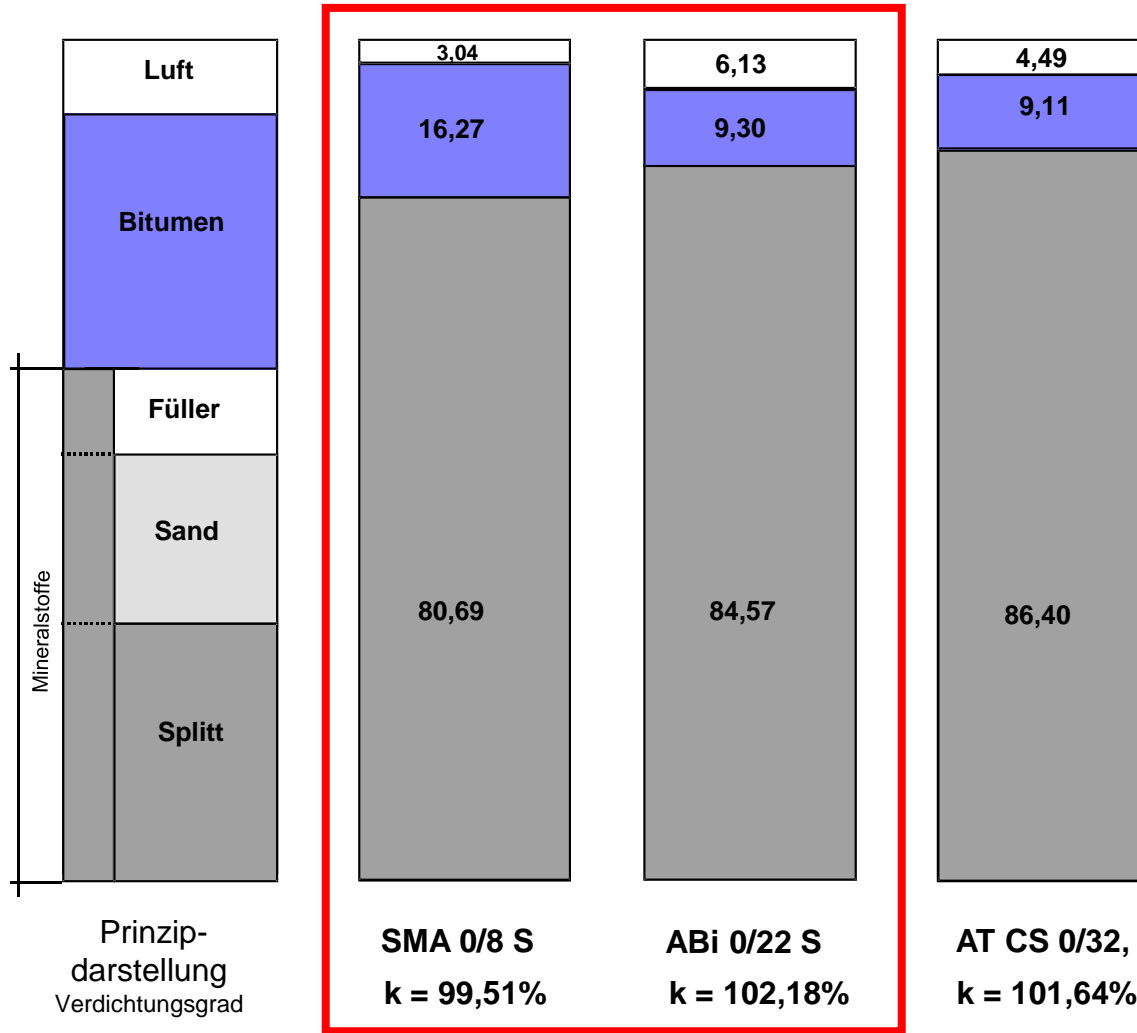 Luft
Bitumen
Füller
Sand
Splitt
Mineralstoffe
Prinzip-
darstellung
Verdichtungsgrad
3,04
16,27
80,69
SMA 0/8 S
k = 99,51%
6,13
9,30
84,57
ABi 0/22 S
k = 102,18%
4,49
9,11
86,40
AT CS 0/32,
k = 101,64%